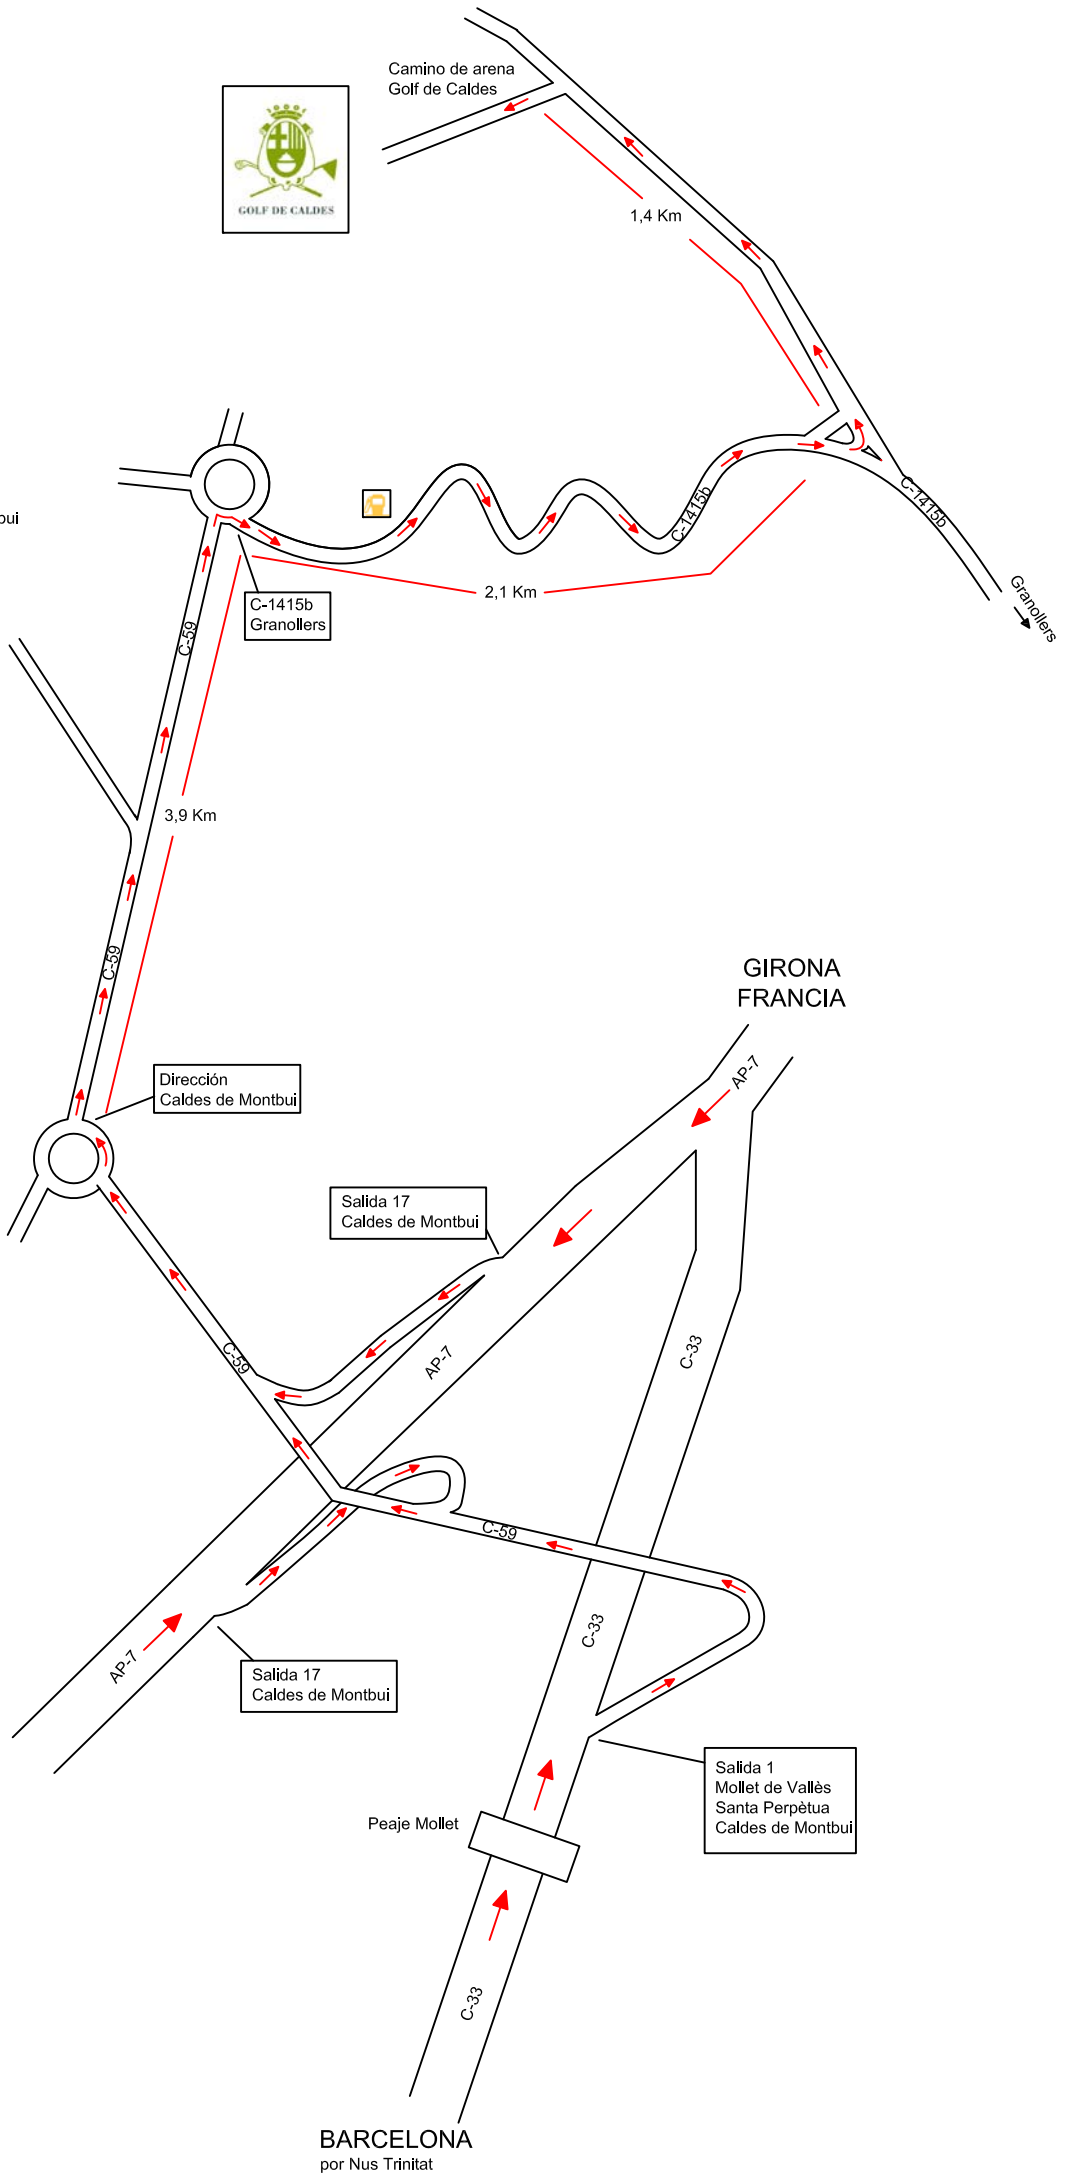 Camino de arena
Golf de Caldes
GOLF DE CALDES
1,4 Km
C-1415b
C-1415b
Granollers
2,1 Km
C-1415b
Granollers
C-59
3,9 Km
C-59
GIRONA
FRANCIA
AP-7
Dirección
Caldes de Montbui
Salida 17
Caldes de Montbui
C-59
AP-7
C-33
C-59
C-33
AP-7
Salida 17
Caldes de Montbui
Salida 1
Mollet de Vallès
Santa Perpètua
Caldes de Montbui
Peaje Mollet
C-33
BARCELONA
por Nus Trinitat